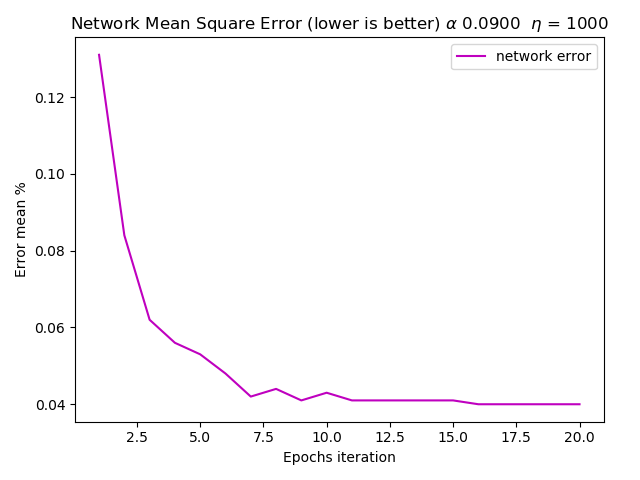 Network Mean Square Error (lower is better) α 0.0900 η = 1000
network error
0.12
0.10
0.08
0.06
0.04
Error mean %
2.5 5.0 7.5 10.0 12.5 15.0 17.5 20.0
Epochs iteration